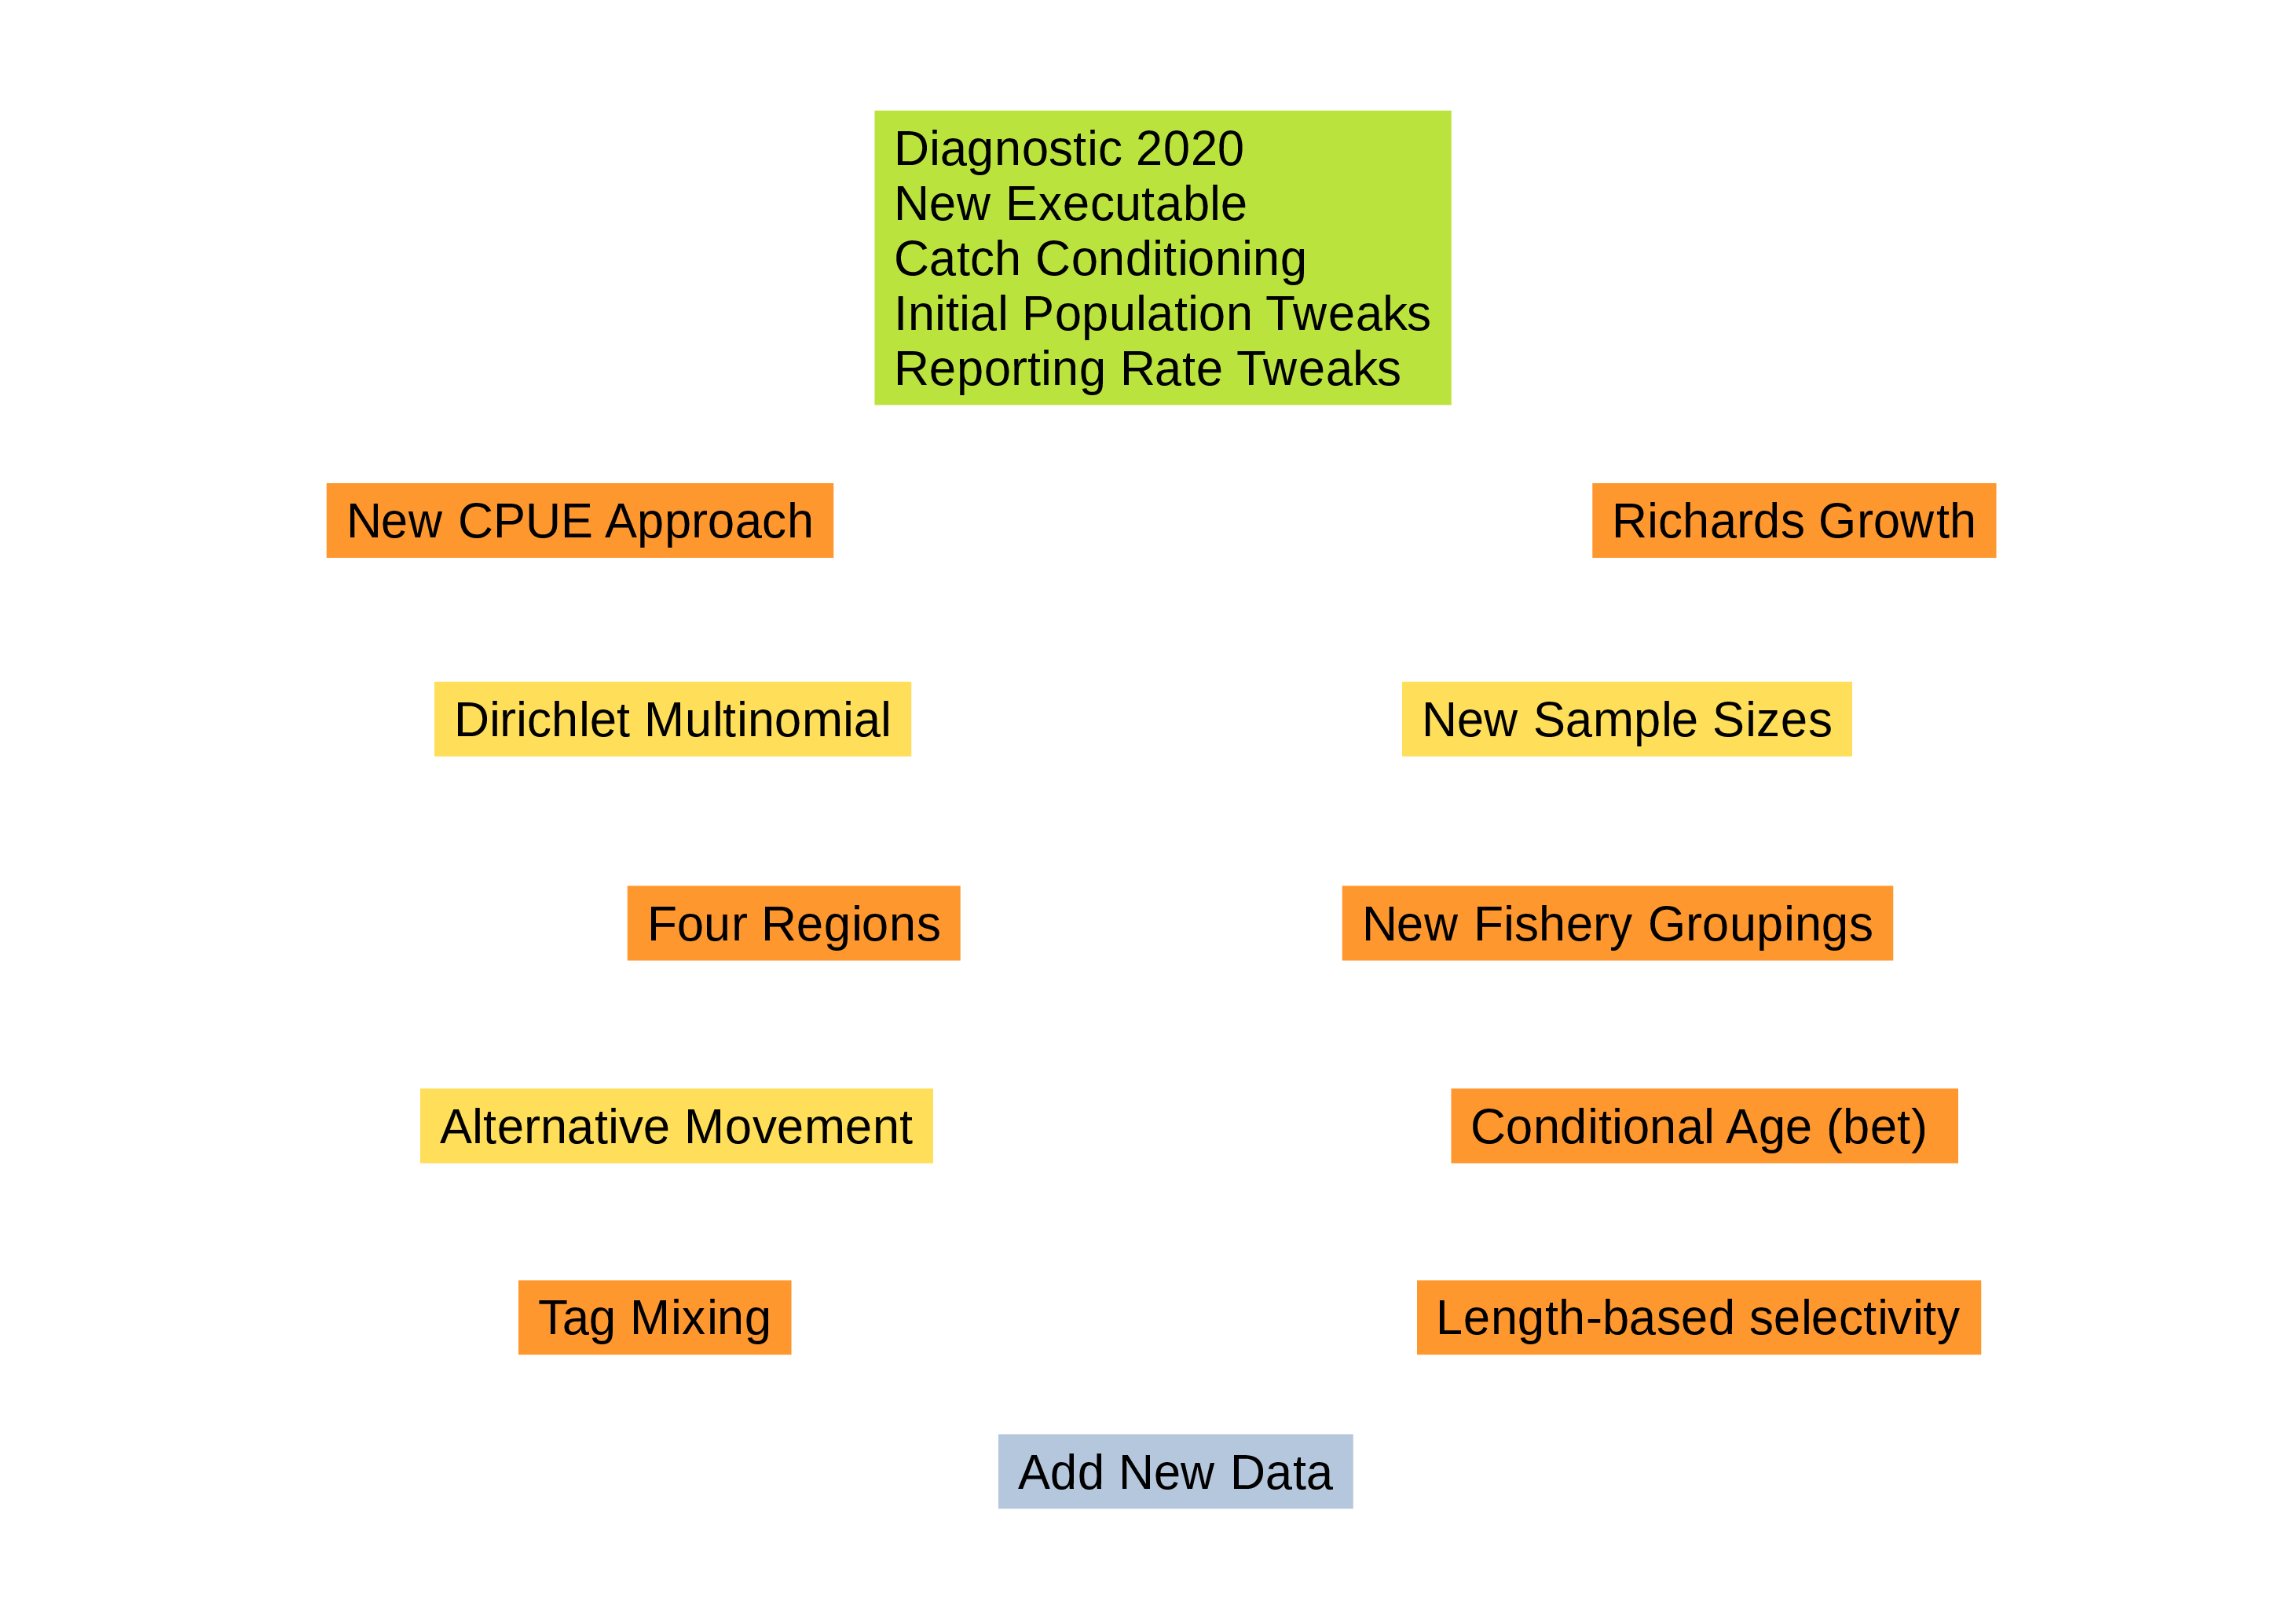 Diagnostic 2020
New Executable
Catch Conditioning
Initial Population Tweaks
Reporting Rate Tweaks
New CPUE Approach
Richards Growth
Dirichlet Multinomial
New Sample Sizes
Four Regions
New Fishery Groupings
Alternative Movement
Conditional Age (bet)
Tag Mixing
Length-based selectivity
Add New Data